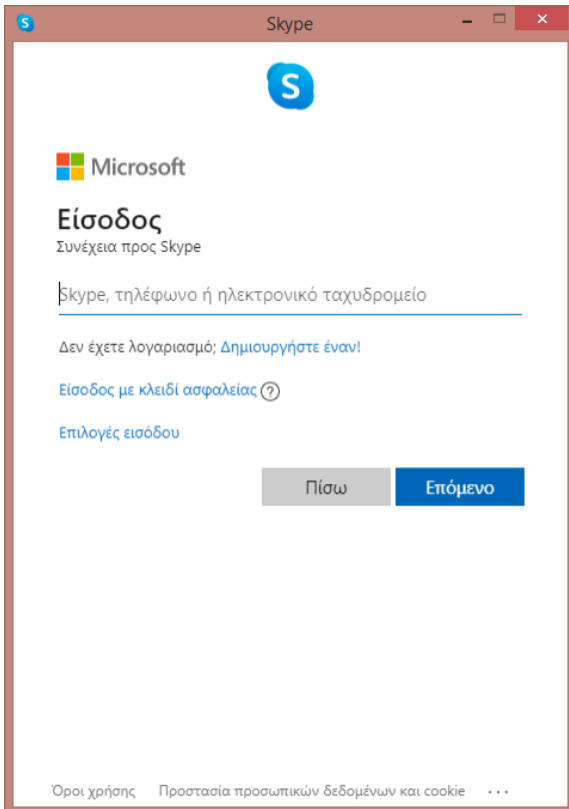 Skype
Microsoft
Είσοδος
Συνέχεια προς Skype
Skype, τηλέφωνο ή ηλεκτρονικό ταχυδρομείο
Δεν έχετε λογαριασμό; Δημιουργήστε έναν!
Είσοδος με κλειδί ασφαλείας
Επιλογές εισόδου
Πίσω Επόμενο
Όροι χρήσης Προστασία προσωπικών δεδομένων και cookie ...